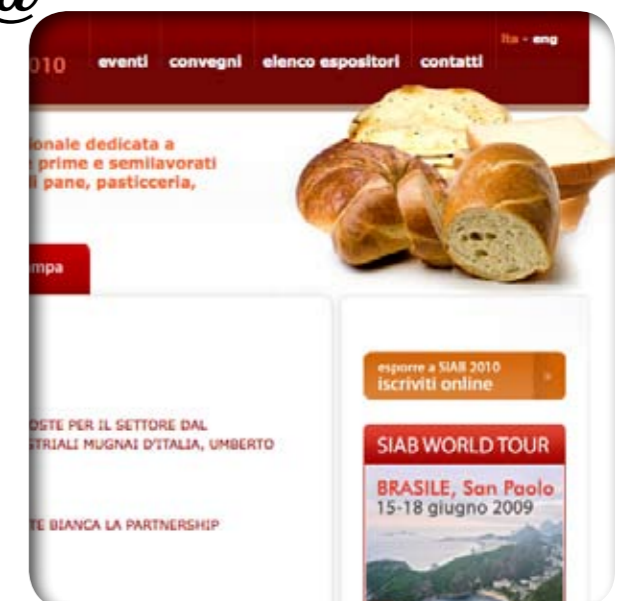 Ita - eng
010 eventi convegni elenco espositori contatti
ionale dedicata a
prime e semilavorati
pane, pasticceria,
mpa
esporre a SIAB 2010
iscriviti online »
OSTE PER IL SETTORE DAL
STRIALI MUGNAI D'ITALIA, UMBERTO
SIAB WORLD TOUR
BRASILE, San Paolo
15-18 giugno 2009
TE BIANCA LA PARTNERSHIP